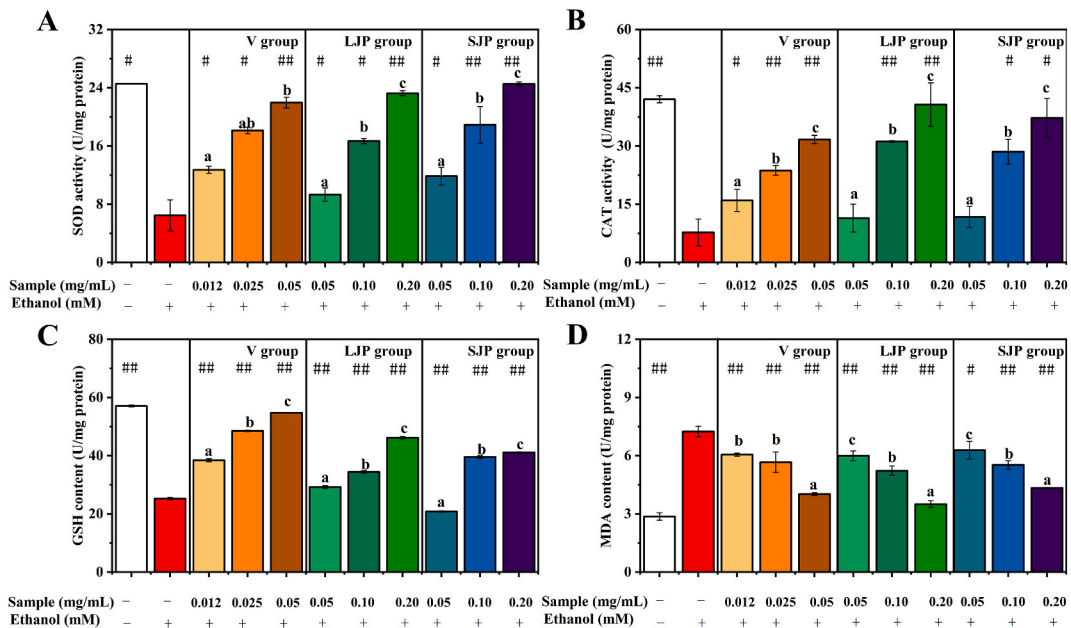 A
SOD activity (U/mg protein)
32
24
16
8
0
V group
LJP group
SJP group
# # # ## # # ## # ## ##
a ab b a b c a b c
Sample (mg/mL) – – 0.012 0.025 0.05 0.05 0.10 0.20 0.05 0.10 0.20
Ethanol (mM) – + + + + + + + + + +
B
CAT activity (U/mg protein)
60
45
30
15
0
V group
LJP group
SJP group
## # ## ## ## ## # #
a b c a b c a b c
Sample (mg/mL) – – 0.012 0.025 0.05 0.05 0.10 0.20 0.05 0.10 0.20
Ethanol (mM) – + + + + + + + + + +
C
GSH content (U/mg protein)
80
60
40
20
0
V group
LJP group
SJP group
## ## ## ## ## ## ## ## ## ##
a b c a b c a b c
Sample (mg/mL) – – 0.012 0.025 0.05 0.05 0.10 0.20 0.05 0.10 0.20
Ethanol (mM) – + + + + + + + + + +
D
MDA content (U/mg protein)
12
9
6
3
0
V group
LJP group
SJP group
## ## ## ## ## ## ## # ## ##
b b a c b a c b a
Sample (mg/mL) – – 0.012 0.025 0.05 0.05 0.10 0.20 0.05 0.10 0.20
Ethanol (mM) – + + + + + + + + + +